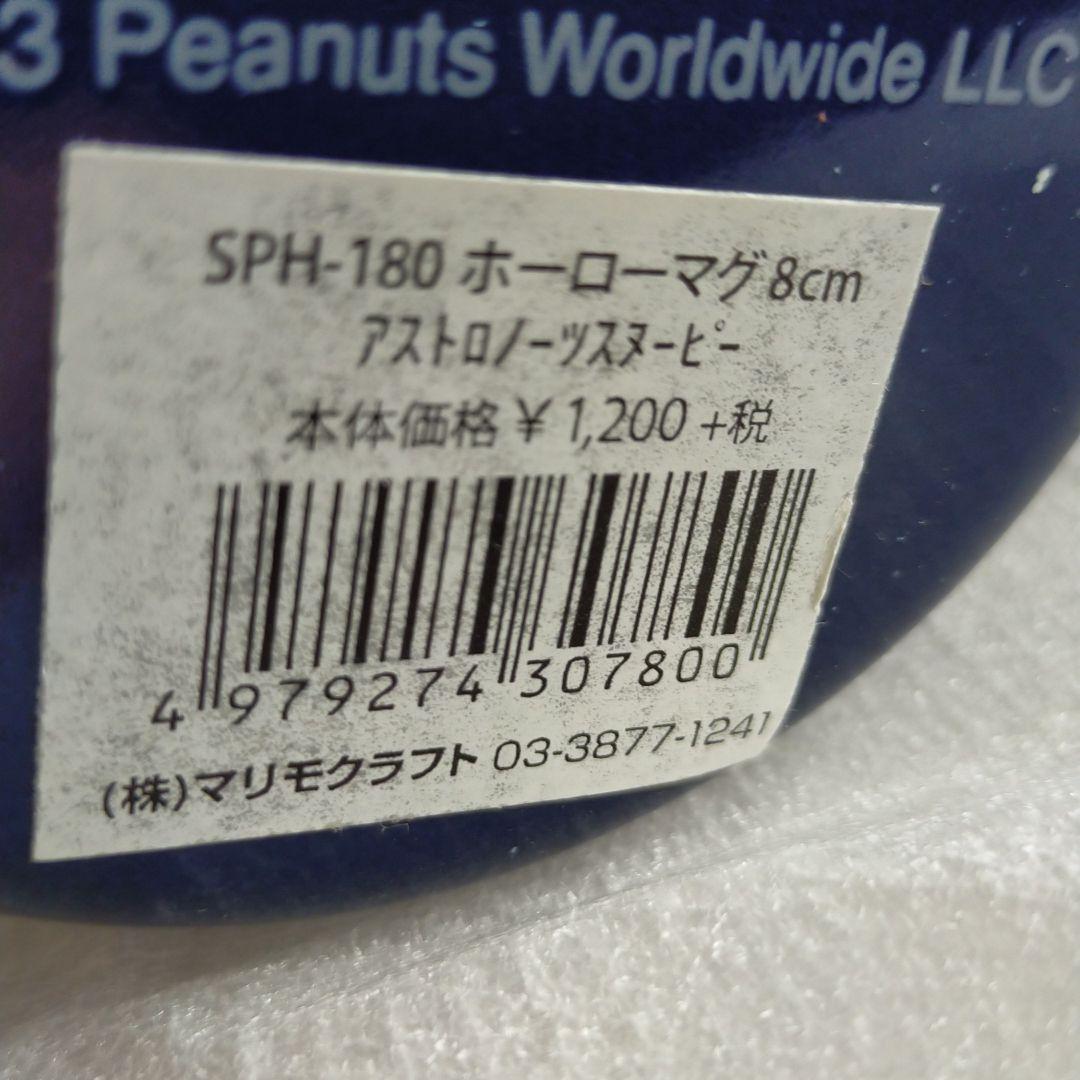 3 Peanuts Worldwide LLC
SPH-180 ホーローマグ 8cm
ｱｽﾄﾛﾉｰﾂｽﾇｰﾋﾟｰ
本体価格 ¥ 1,200 +税
4 979274 307800
(株)マリモクラフト 03-3877-1241